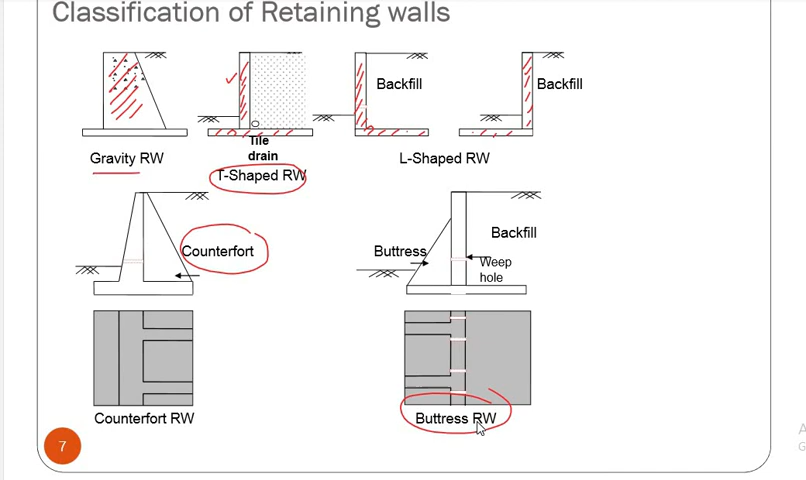 Classification of Retaining walls
Backfill
Backfill
Tile
drain
Gravity RW
T-Shaped RW
L-Shaped RW
Counterfort
Buttress
Backfill
Weep
hole
Counterfort RW
Buttress RW
7
A
G